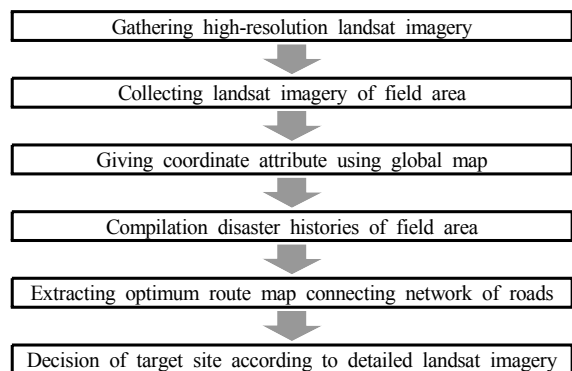 Gathering high-resolution landsat imagery
Collecting landsat imagery of field area
Giving coordinate attribute using global map
Compilation disaster histories of field area
Extracting optimum route map connecting network of roads
Decision of target site according to detailed landsat imagery